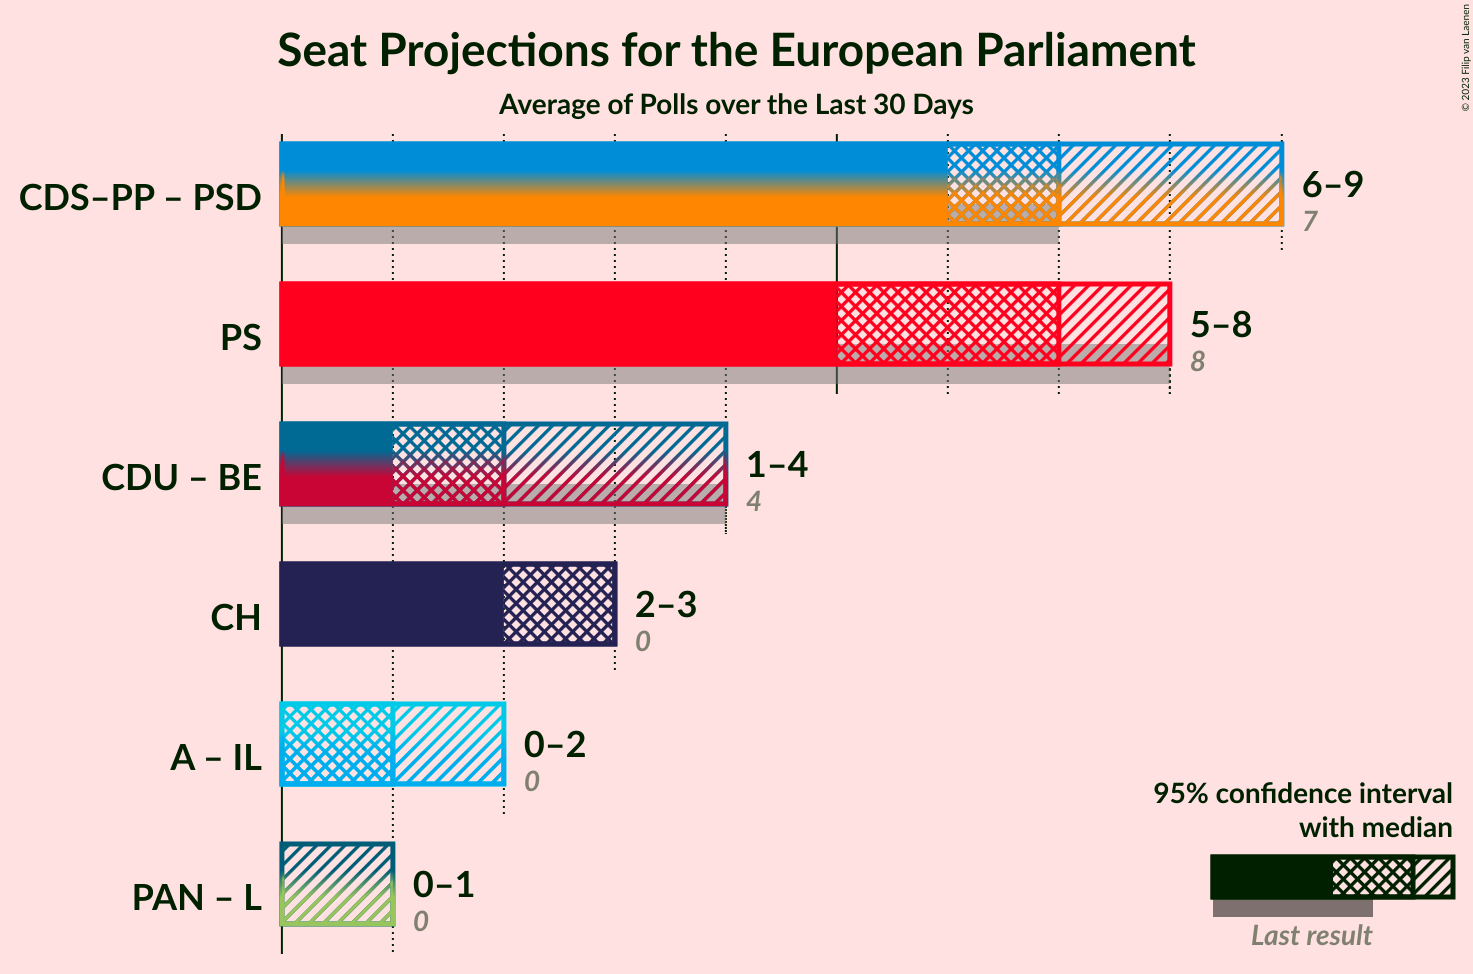 Seat Projections for the European Parliament
Average of Polls over the Last 30 Days
© 2023 Filip van Laenen
CDS–PP – PSD
6–9
7
PS
5–8
8
CDU – BE
1–4
4
CH
2–3
0
A – IL
0–2
0
PAN – L
0–1
0
95% confidence interval
with median
Last result